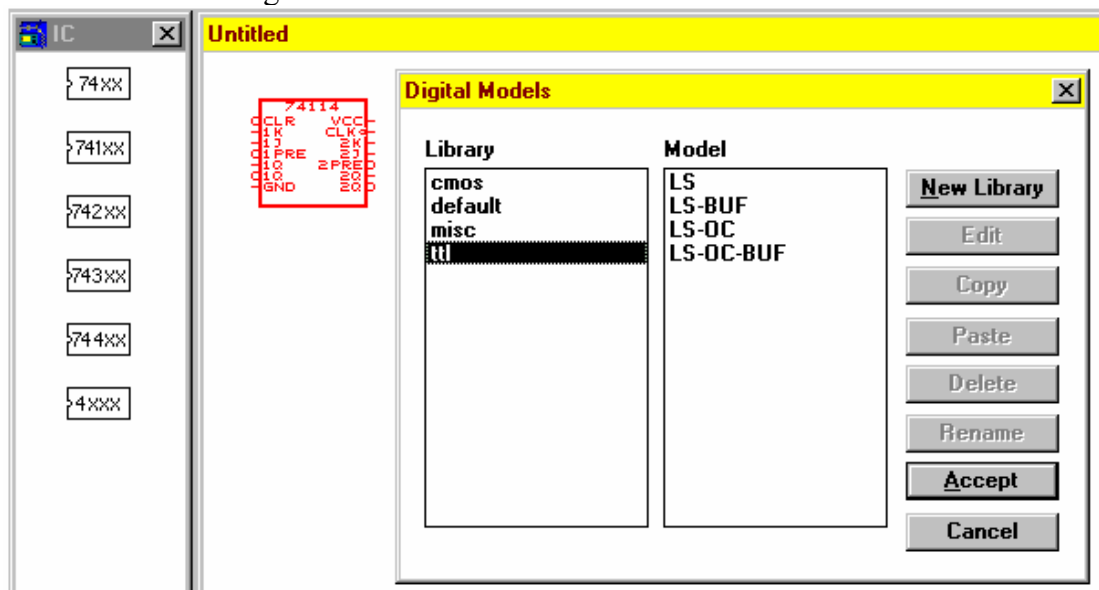 IC
74xx
741xx
742xx
743xx
744xx
4xxx
Untitled
74114
CLR VCC
1K CLK
1J 2K
1PRE 2J
1Q 2PRE
1Q 2Q
GND 2Q
Digital Models
Library
cmos
default
misc
ttl
Model
LS
LS-BUF
LS-OC
LS-OC-BUF
New Library
Edit
Copy
Paste
Delete
Rename
Accept
Cancel